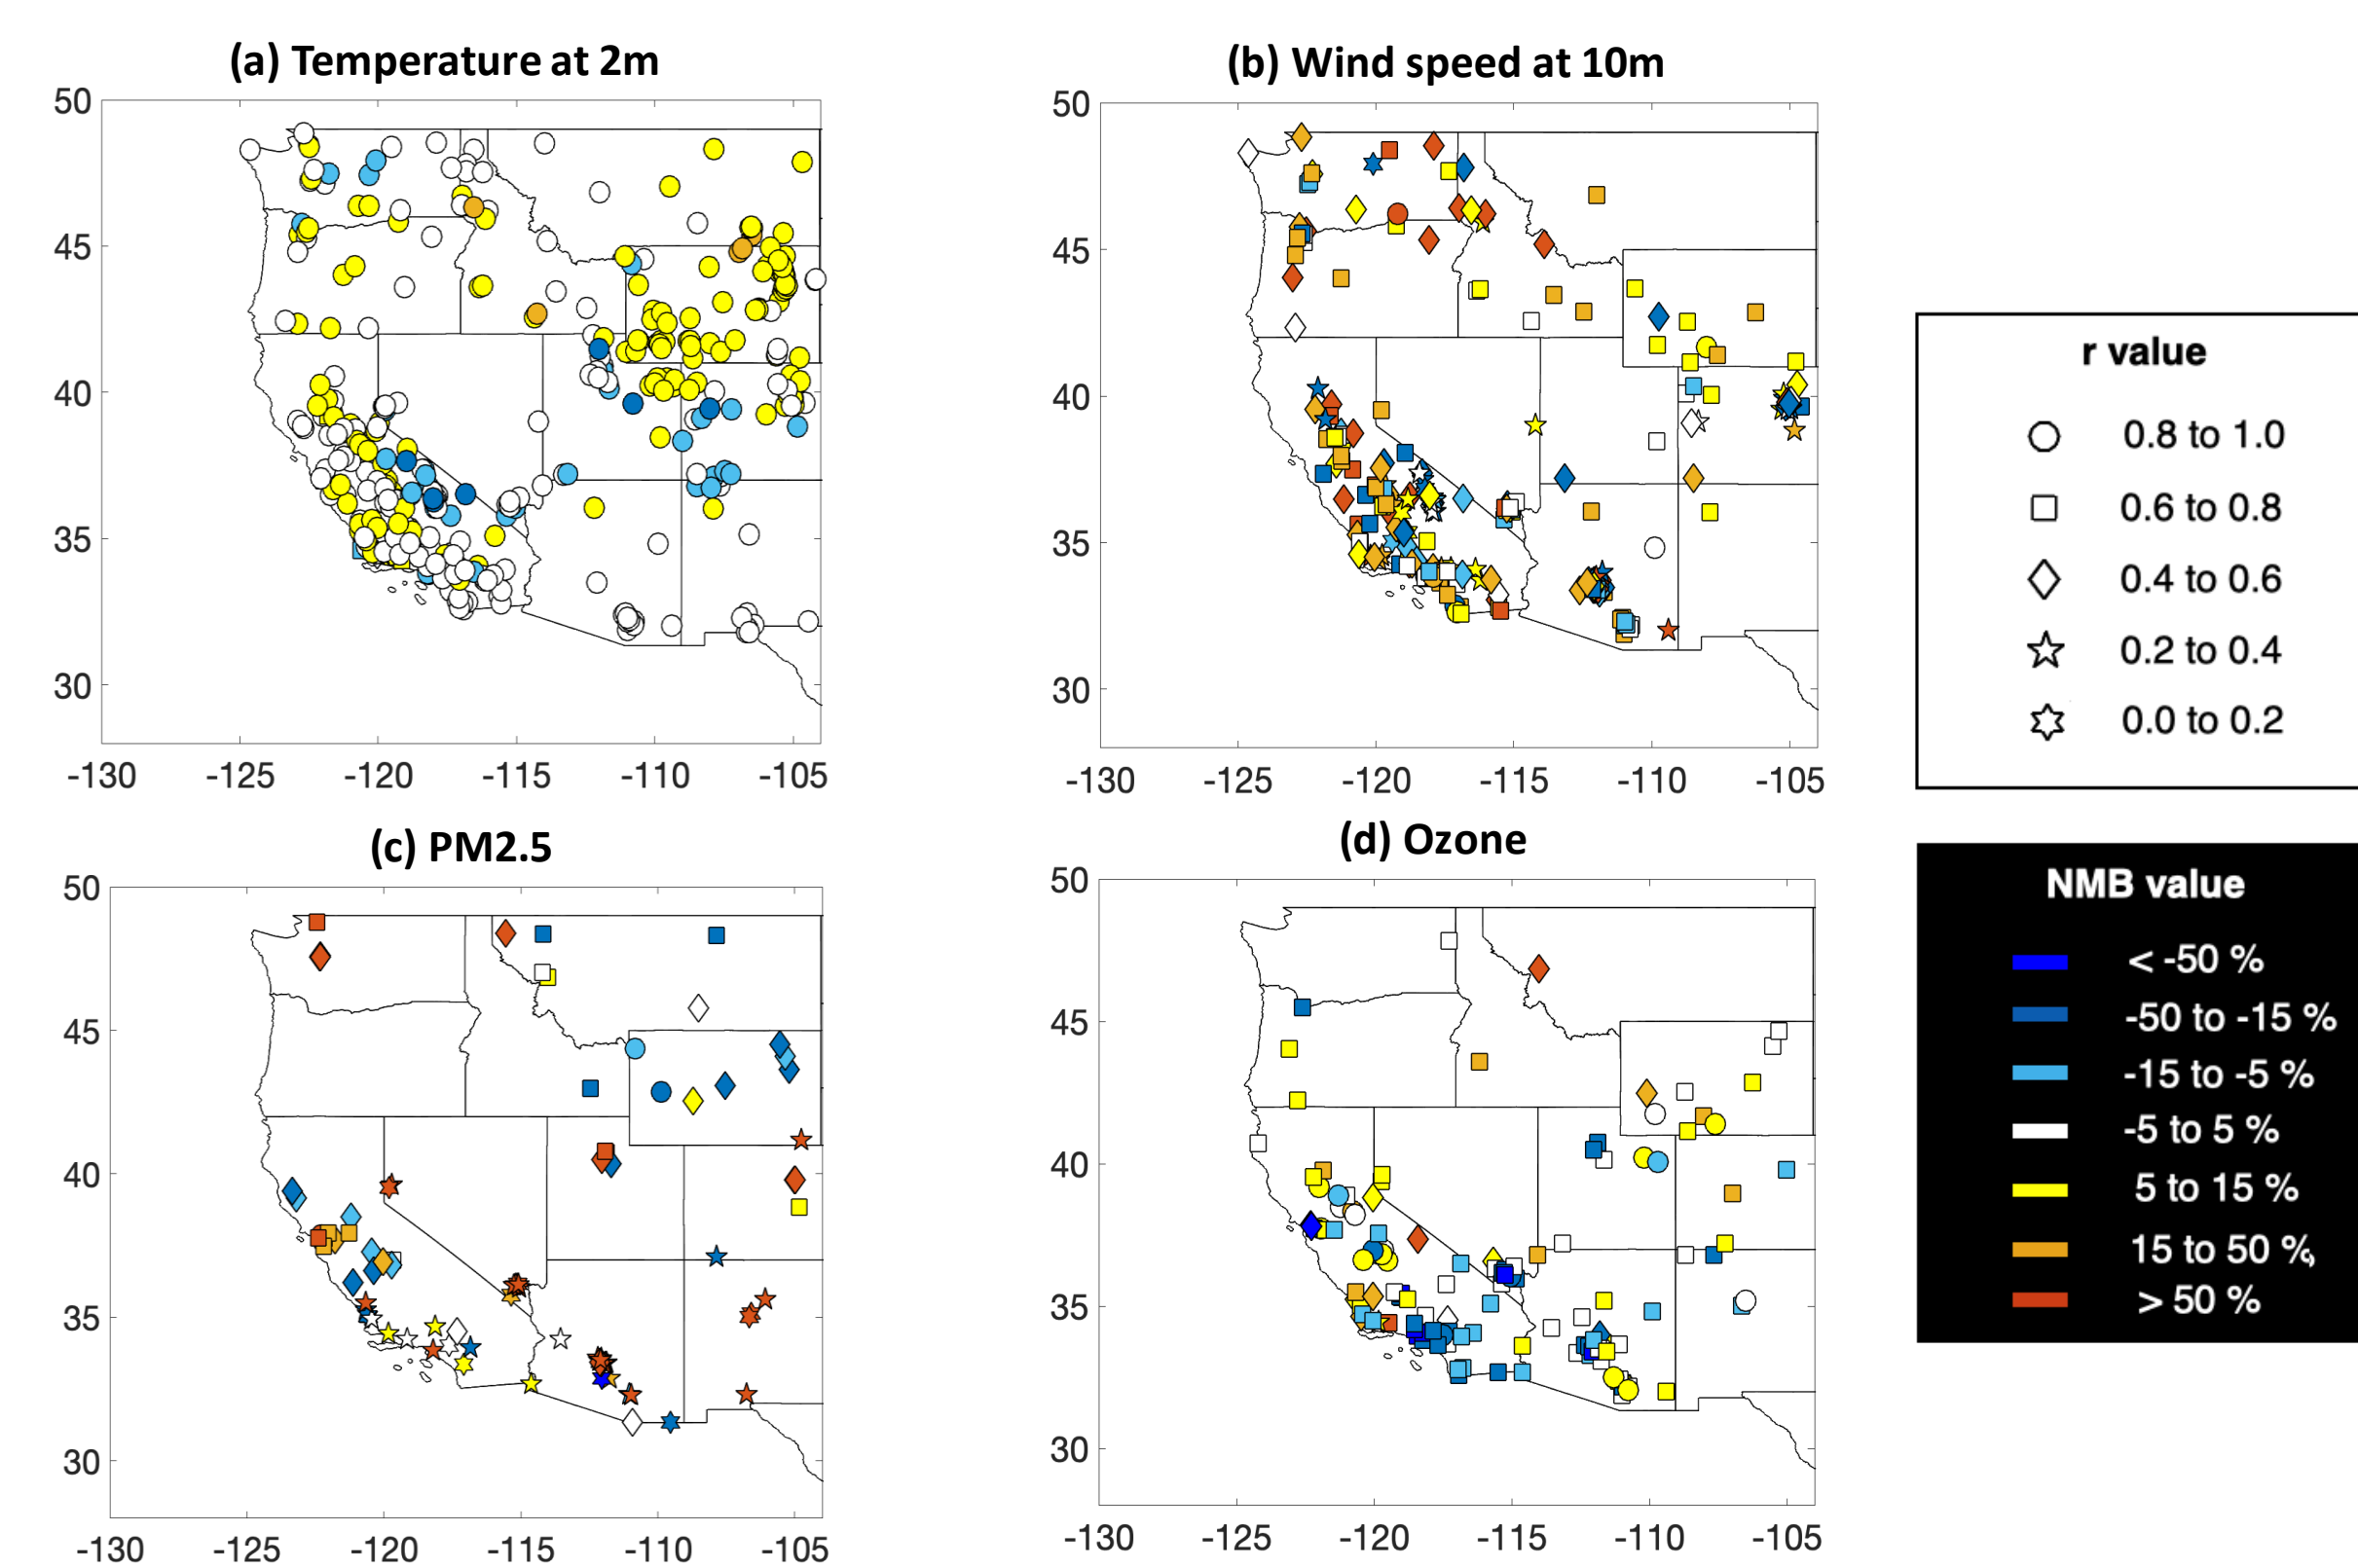 (a) Temperature at 2m
50
45
40
35
30
-130 -125 -120 -115 -110 -105
(b) Wind speed at 10m
50
45
40
35
30
-130 -125 -120 -115 -110 -105
r value
0.8 to 1.0
0.6 to 0.8
0.4 to 0.6
0.2 to 0.4
0.0 to 0.2
(c) PM2.5
50
45
40
35
30
-130 -125 -120 -115 -110 -105
(d) Ozone
50
45
40
35
30
-130 -125 -120 -115 -110 -105
NMB value
< -50 %
-50 to -15 %
-15 to -5 %
-5 to 5 %
5 to 15 %
15 to 50 %
> 50 %